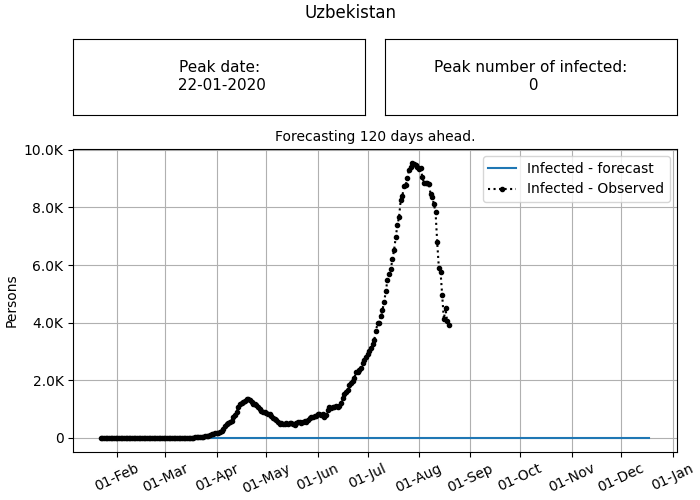 Uzbekistan
Peak date:
22-01-2020
Peak number of infected:
0
Forecasting 120 days ahead.
Infected - forecast
Infected - Observed
Persons
10.0K
8.0K
6.0K
4.0K
2.0K
0
01-Feb
01-Mar
01-Apr
01-May
01-Jun
01-Jul
01-Aug
01-Sep
01-Oct
01-Nov
01-Dec
01-Jan